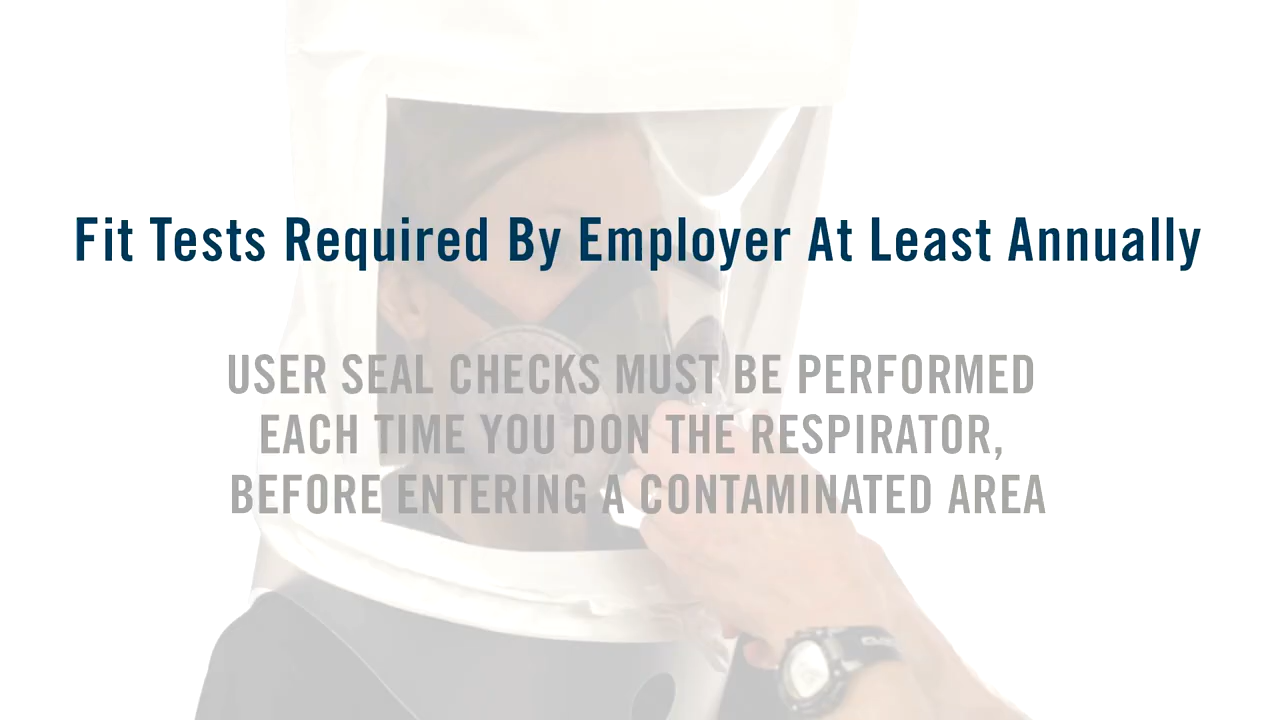 Fit Tests Required By Employer At Least Annually
USER SEAL CHECKS MUST BE PERFORMED
EACH TIME YOU DON THE RESPIRATOR,
BEFORE ENTERING A CONTAMINATED AREA